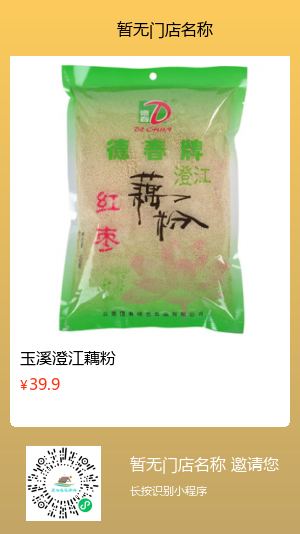 暂无门店名称
德春
DE CHUN
德春牌
澄江
藕粉
红枣
玉溪澄江藕粉
¥39.9
暂无门店名称 邀请您
长按识别小程序